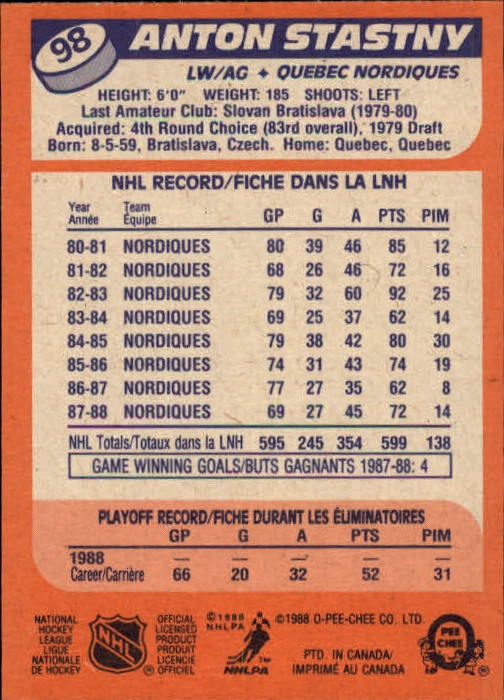 98
ANTON STASTNY
LW/AG ✦ QUEBEC NORDIQUES
HEIGHT: 6'0" WEIGHT: 185 SHOOTS: LEFT
Last Amateur Club: Slovan Bratislava (1979-80)
Acquired: 4th Round Choice (83rd overall), 1979 Draft
Born: 8-5-59, Bratislava, Czech. Home: Quebec, Quebec
NHL RECORD/FICHE DANS LA LNH
Year Team
Année Équipe GP G A PTS PIM
80-81 NORDIQUES 80 39 46 85 12
81-82 NORDIQUES 68 26 46 72 16
82-83 NORDIQUES 79 32 60 92 25
83-84 NORDIQUES 69 25 37 62 14
84-85 NORDIQUES 79 38 42 80 30
85-86 NORDIQUES 74 31 43 74 19
86-87 NORDIQUES 77 27 35 62 8
87-88 NORDIQUES 69 27 45 72 14
NHL Totals/Totaux dans la LNH 595 245 354 599 138
GAME WINNING GOALS/BUTS GAGNANTS 1987-88: 4
PLAYOFF RECORD/FICHE DURANT LES ÉLIMINATOIRES
GP G A PTS PIM
1988 — — — — —
Career/Carrière 66 20 32 52 31
NATIONAL
HOCKEY
LEAGUE
LIGUE
NATIONALE
DE HOCKEY
NHL
®
OFFICIAL
LICENSED
PRODUCT
PRODUIT
LICENCIÉ
OFFICIEL
© 1988
NHLPA
TM
NHLPA
©1988 O-PEE-CHEE CO. LTD.
PTD. IN CANADA/
IMPRIMÉ AU CANADA
O
PEE
CHEE
®